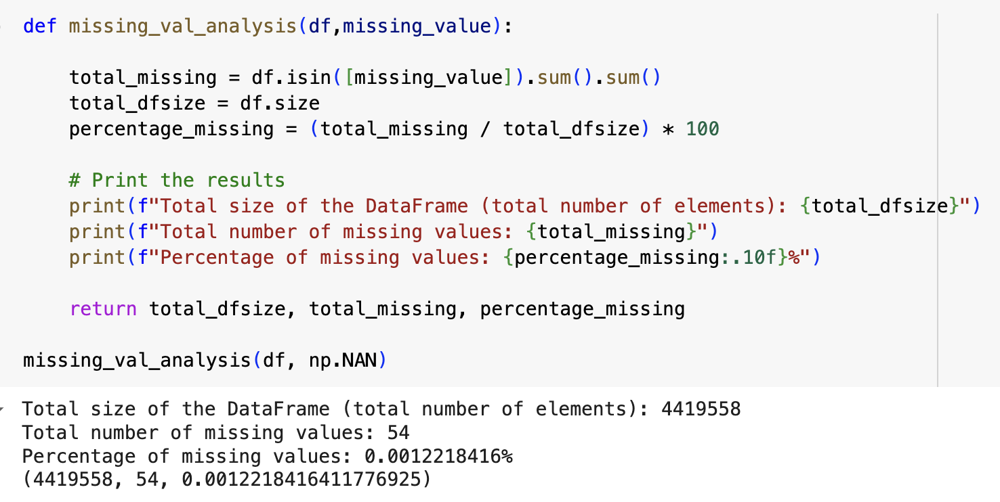 def missing_val_analysis(df,missing_value):
    total_missing = df.isin([missing_value]).sum().sum()
    total_dfsize = df.size
    percentage_missing = (total_missing / total_dfsize) * 100
    # Print the results
    print(f"Total size of the DataFrame (total number of elements): {total_dfsize}")
    print(f"Total number of missing values: {total_missing}")
    print(f"Percentage of missing values: {percentage_missing:.10f}%")
    return total_dfsize, total_missing, percentage_missing
missing_val_analysis(df, np.NAN)
Total size of the DataFrame (total number of elements): 4419558
Total number of missing values: 54
Percentage of missing values: 0.0012218416%
(4419558, 54, 0.0012218416411776925)